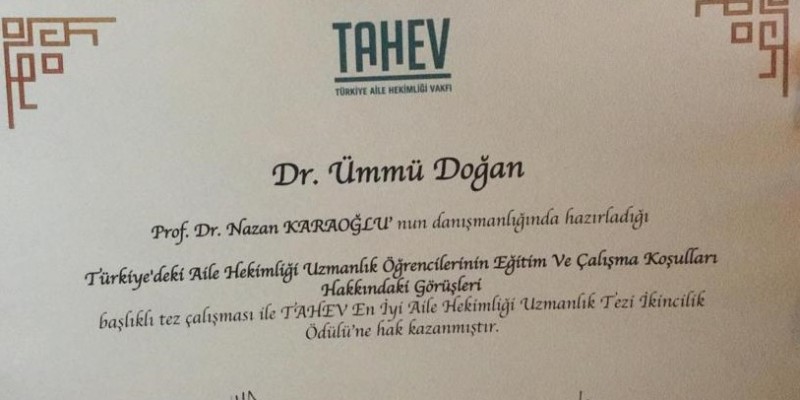 TAHEV
TÜRKİYE AİLE HEKİMLİĞİ VAKFI
Dr. Ümmü Doğan
Prof. Dr. Nazan KARAOĞLU' nun danışmanlığında hazırladığı
Türkiye'deki Aile Hekimliği Uzmanlık Öğrencilerinin Eğitim Ve Çalışma Koşulları
Hakkındaki Görüşleri
başlıklı tez çalışması ile TAHEV En İyi Aile Hekimliği Uzmanlık Tezi İkincilik
Ödülü'ne hak kazanmıştır.